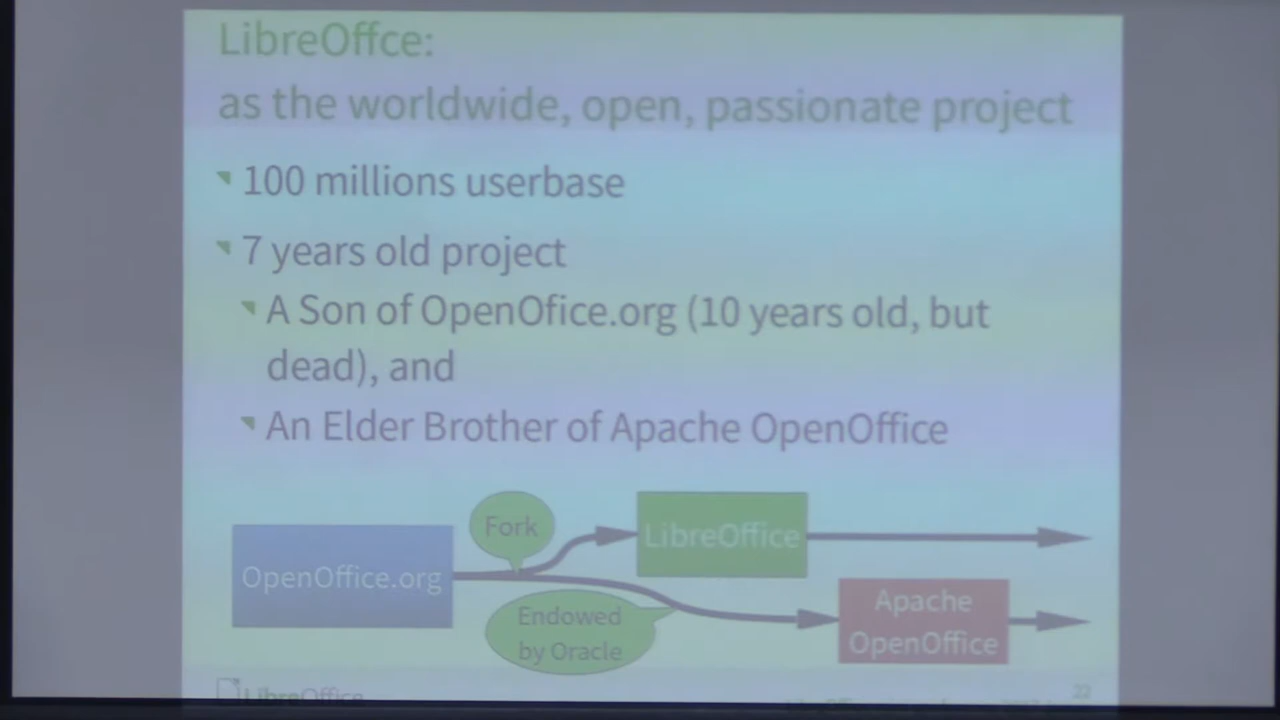 LibreOffce:
as the worldwide, open, passionate project
100 millions userbase
7 years old project
A Son of OpenOfice.org (10 years old, but
dead), and
An Elder Brother of Apache OpenOffice
Fork
LibreOffice
OpenOffice.org
Apache
OpenOffice
Endowed
by Oracle
LibreOffice
22